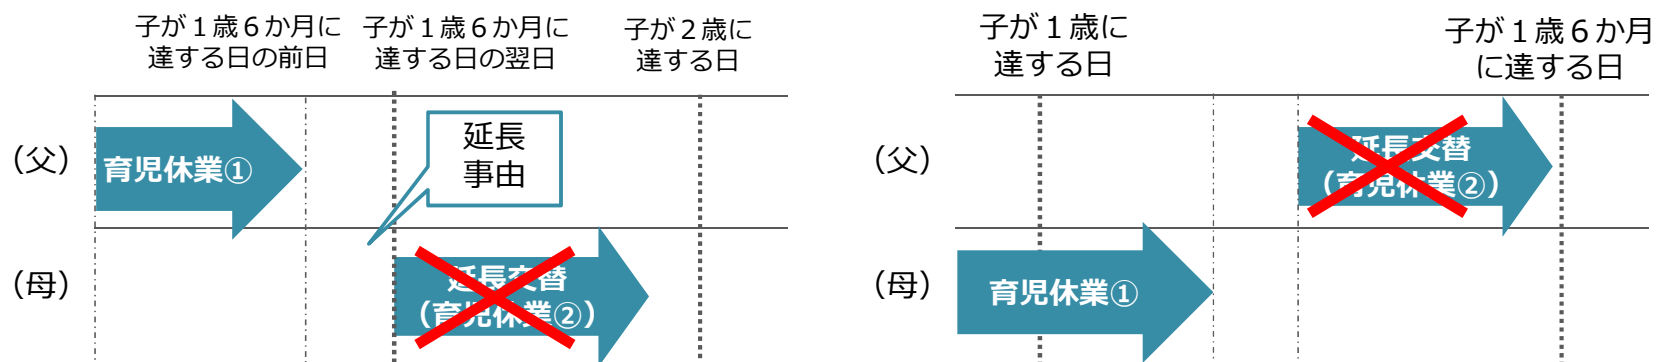 子が１歳６か月に
達する日の前日
子が１歳６か月に
達する日の翌日
子が２歳に
達する日
（父）
育児休業①
延長
事由
（母）
延長交替
（育児休業②）
子が１歳に
達する日
子が１歳６か月
に達する日
（父）
延長交替
（育児休業②）
（母）
育児休業①